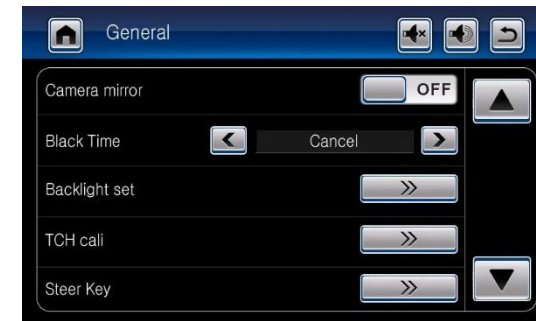 General
Camera mirror OFF
Black Time Cancel
Backlight set
TCH cali
Steer Key